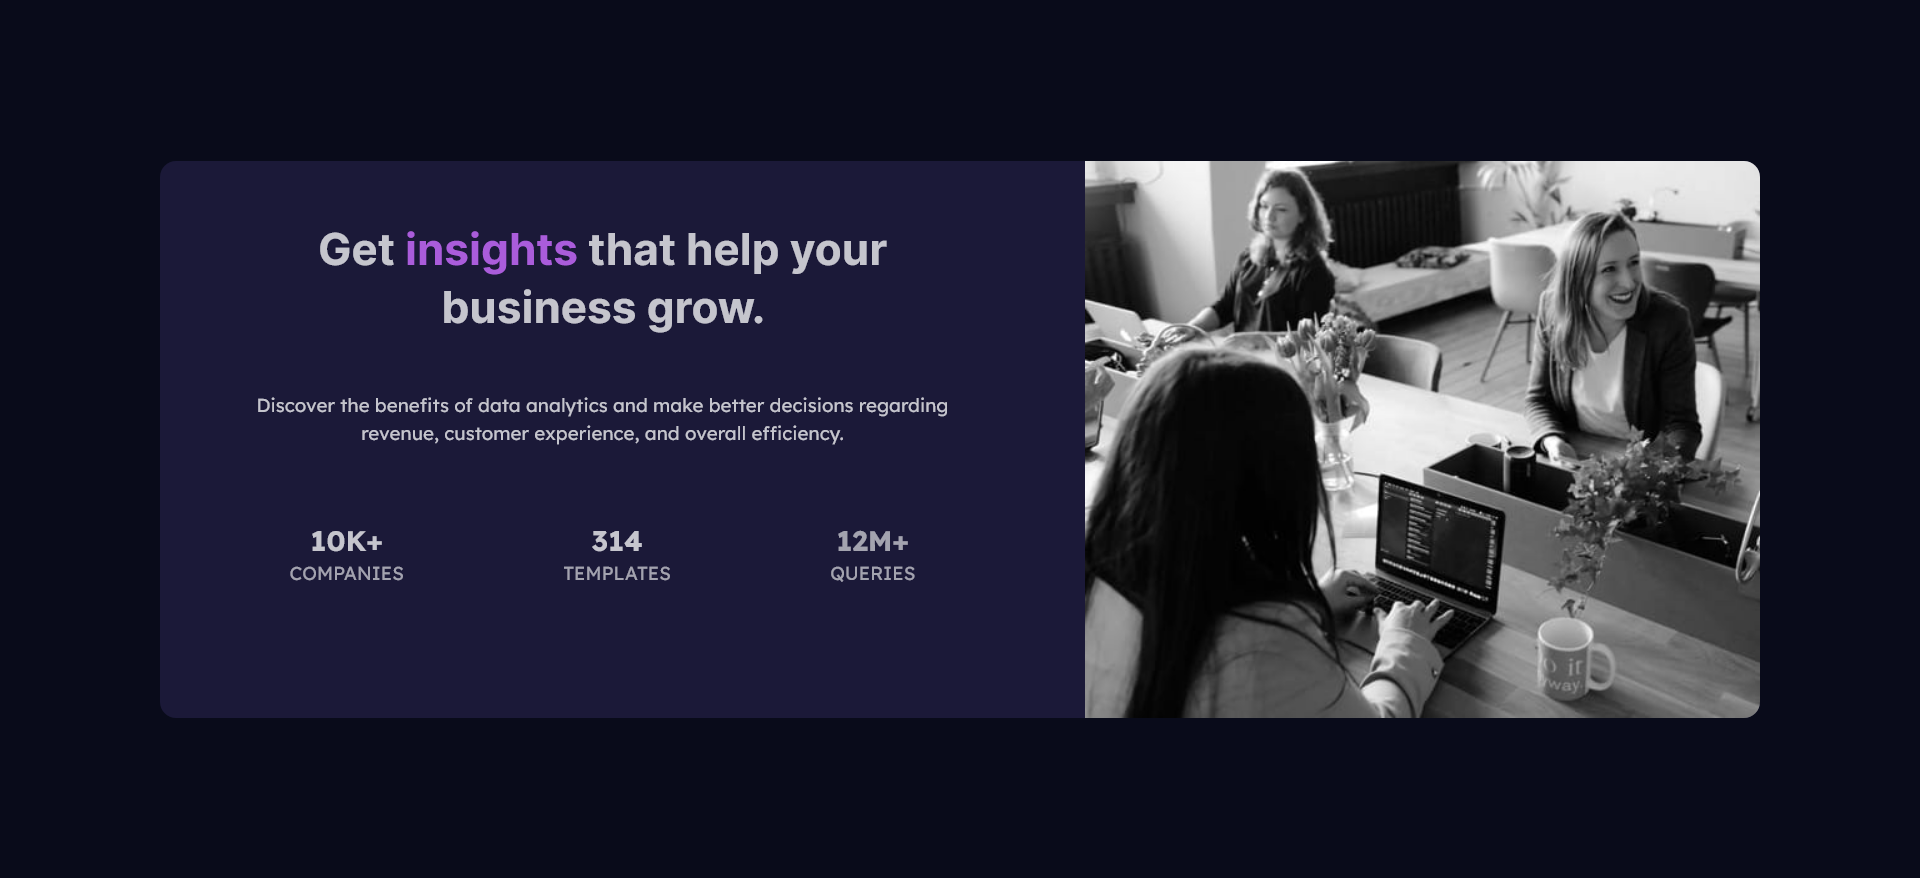 Get insights that help your
business grow.
Discover the benefits of data analytics and make better decisions regarding
revenue, customer experience, and overall efficiency.
10K+
COMPANIES
314
TEMPLATES
12M+
QUERIES